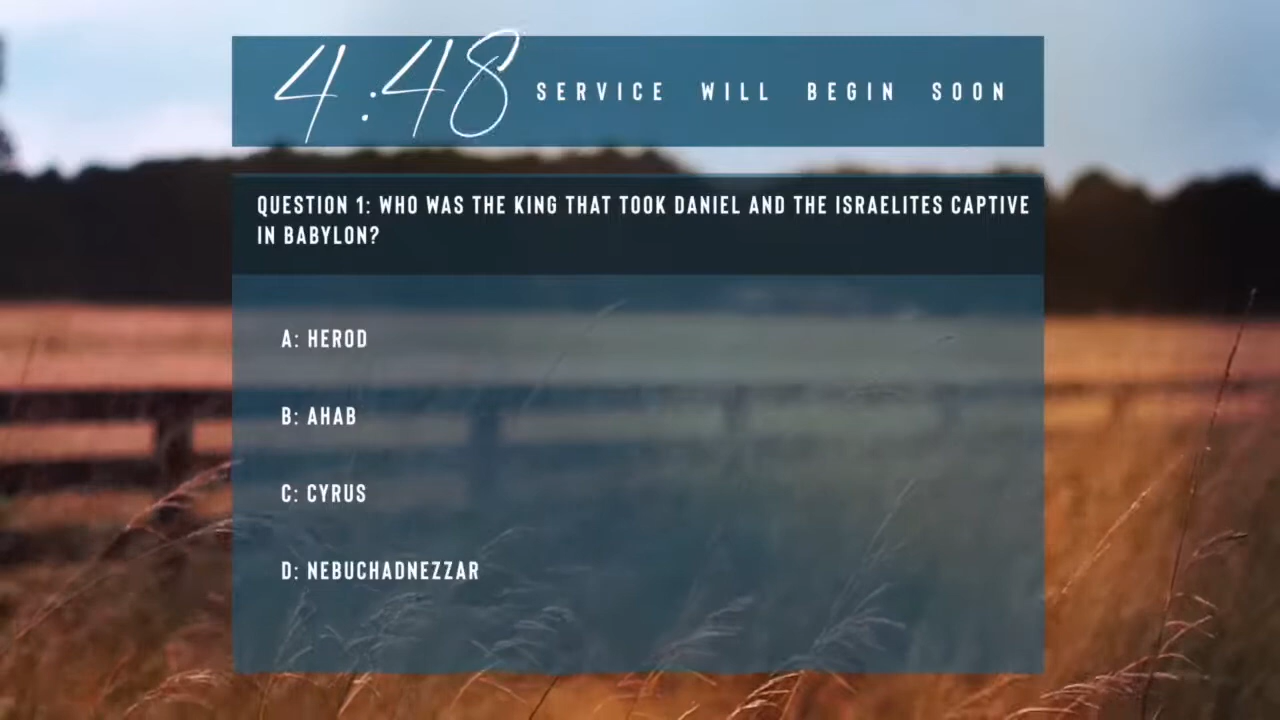 4:48 SERVICE WILL BEGIN SOON
QUESTION 1: WHO WAS THE KING THAT TOOK DANIEL AND THE ISRAELITES CAPTIVE
IN BABYLON?
A: HEROD
B: AHAB
C: CYRUS
D: NEBUCHADNEZZAR